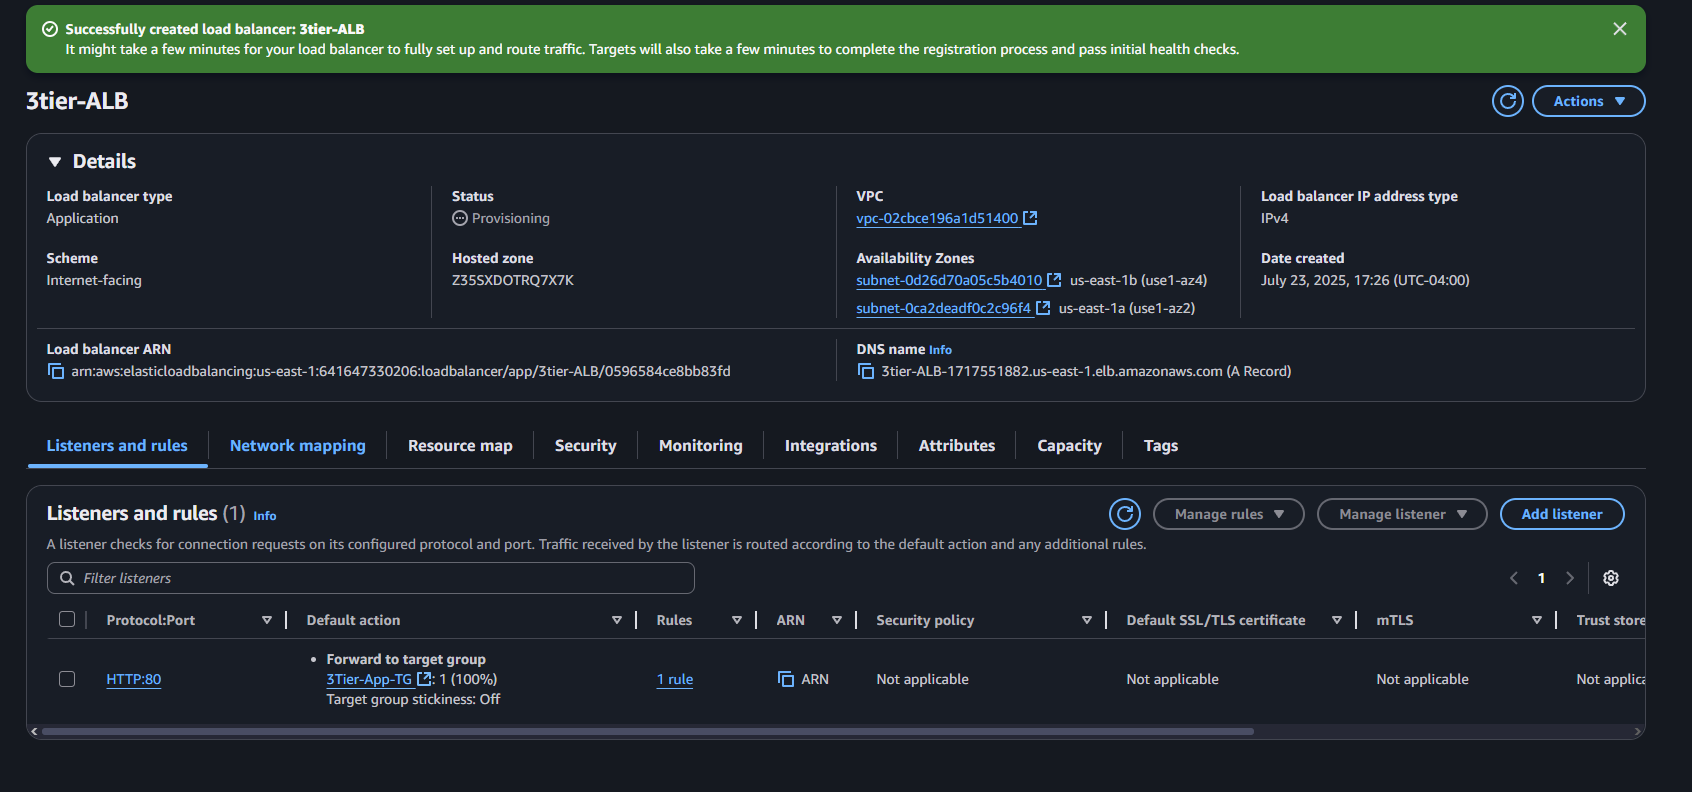 Successfully created load balancer: 3tier-ALB
It might take a few minutes for your load balancer to fully set up and route traffic. Targets will also take a few minutes to complete the registration process and pass initial health checks.
3tier-ALB
Actions
Details
Load balancer type
Application
Status
Provisioning
VPC
vpc-02cbce196a1d51400
Load balancer IP address type
IPv4
Scheme
Internet-facing
Hosted zone
Z35SXDOTRQ7X7K
Availability Zones
subnet-0d26d70a05c5b4010 us-east-1b (use1-az4)
subnet-0ca2deadf0c2c96f4 us-east-1a (use1-az2)
Date created
July 23, 2025, 17:26 (UTC-04:00)
Load balancer ARN
arn:aws:elasticloadbalancing:us-east-1:641647330206:loadbalancer/app/3tier-ALB/0596584ce8bb83fd
DNS name Info
3tier-ALB-1717551882.us-east-1.elb.amazonaws.com (A Record)
Listeners and rules Network mapping Resource map Security Monitoring Integrations Attributes Capacity Tags
Listeners and rules (1) Info
Manage rules Manage listener Add listener
A listener checks for connection requests on its configured protocol and port. Traffic received by the listener is routed according to the default action and any additional rules.
Filter listeners
1
Protocol:Port Default action Rules ARN Security policy Default SSL/TLS certificate mTLS Trust store
• Forward to target group
HTTP:80 3Tier-App-TG : 1 (100%) 1 rule ARN Not applicable Not applicable Not applicable Not applica
Target group stickiness: Off